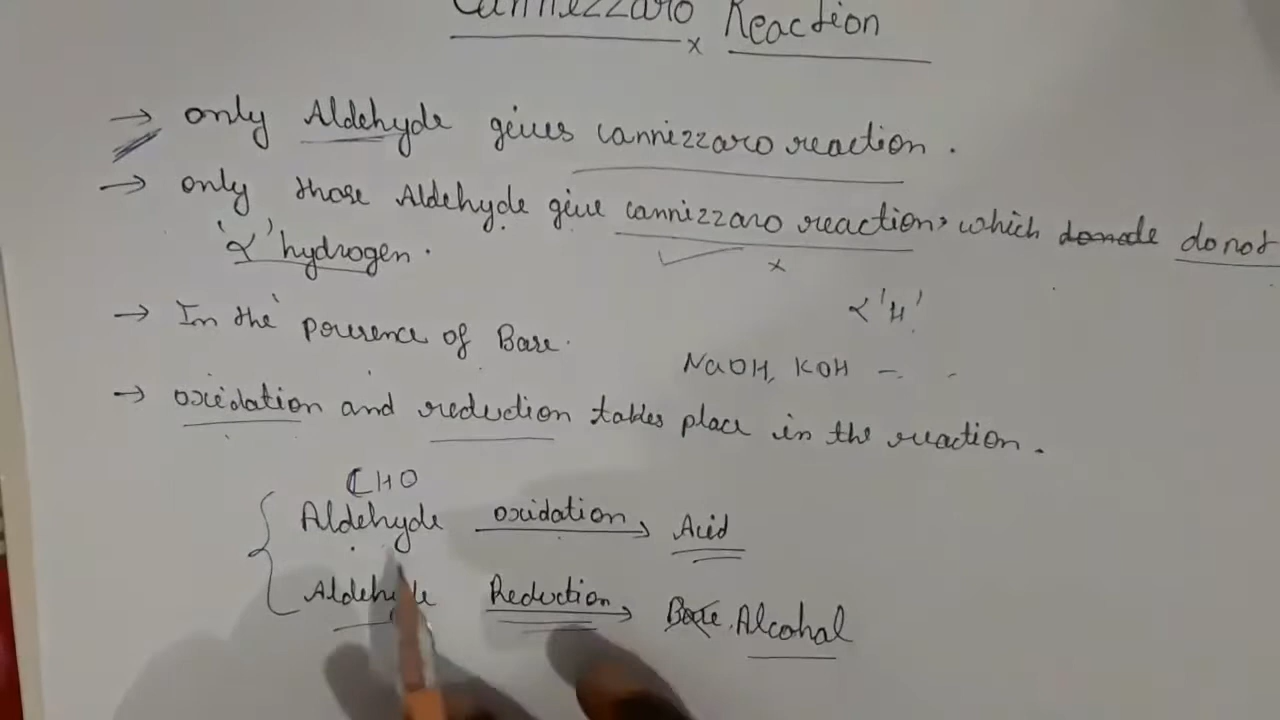 Cannizzaro Reaction
→ only Aldehyde gives cannizzaro reaction.
→ only those Aldehyde give cannizzaro reaction, which do not
'α' hydrogen.
α 'H'
→ In the presence of Base.
NaOH, KOH - -
→ oxidation and reduction takes place in the reaction.
CHO
Aldehyde oxidation → Acid
Aldehyde Reduction → Base. Alcohal